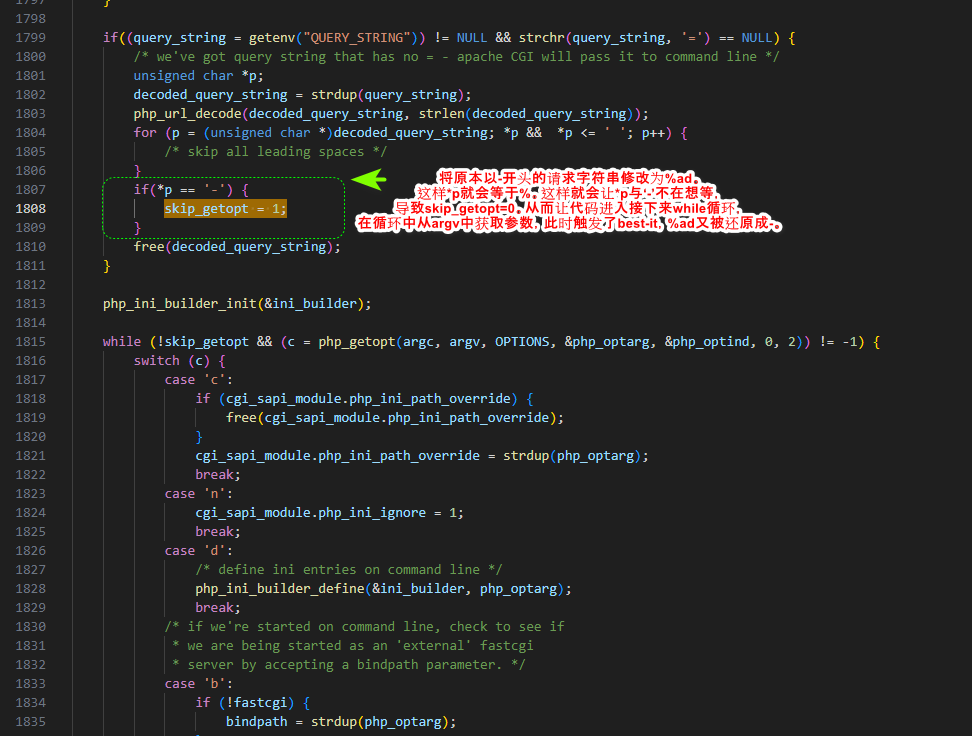 1797 }
1798
1799 if((query_string = getenv("QUERY_STRING")) != NULL && strchr(query_string, '=') == NULL) {
1800 /* we've got query string that has no = - apache CGI will pass it to command line */
1801 unsigned char *p;
1802 decoded_query_string = strdup(query_string);
1803 php_url_decode(decoded_query_string, strlen(decoded_query_string));
1804 for (p = (unsigned char *)decoded_query_string; *p && *p <= ' '; p++) {
1805 /* skip all leading spaces */
1806 }
1807 if(*p == '-') {
1808 skip_getopt = 1;
1809 }
1810 free(decoded_query_string);
1811 }
1812
1813 php_ini_builder_init(&ini_builder);
1814
1815 while (!skip_getopt && (c = php_getopt(argc, argv, OPTIONS, &php_optarg, &php_optind, 0, 2)) != -1) {
1816 switch (c) {
1817 case 'c':
1818 if (cgi_sapi_module.php_ini_path_override) {
1819 free(cgi_sapi_module.php_ini_path_override);
1820 }
1821 cgi_sapi_module.php_ini_path_override = strdup(php_optarg);
1822 break;
1823 case 'n':
1824 cgi_sapi_module.php_ini_ignore = 1;
1825 break;
1826 case 'd':
1827 /* define ini entries on command line */
1828 php_ini_builder_define(&ini_builder, php_optarg);
1829 break;
1830 /* if we're started on command line, check to see if
1831 * we are being started as an 'external' fastcgi
1832 * server by accepting a bindpath parameter. */
1833 case 'b':
1834 if (!fastcgi) {
1835 bindpath = strdup(php_optarg);
将原本以-开头的请求字符串修改为%ad。
这样*p就会等于%，这样就会让*p与'-'不在想等，
导致skip_getopt=0，从而让代码进入接下来while循环，
在循环中从argv中获取参数，此时触发了best-it，%ad又被还原成-。